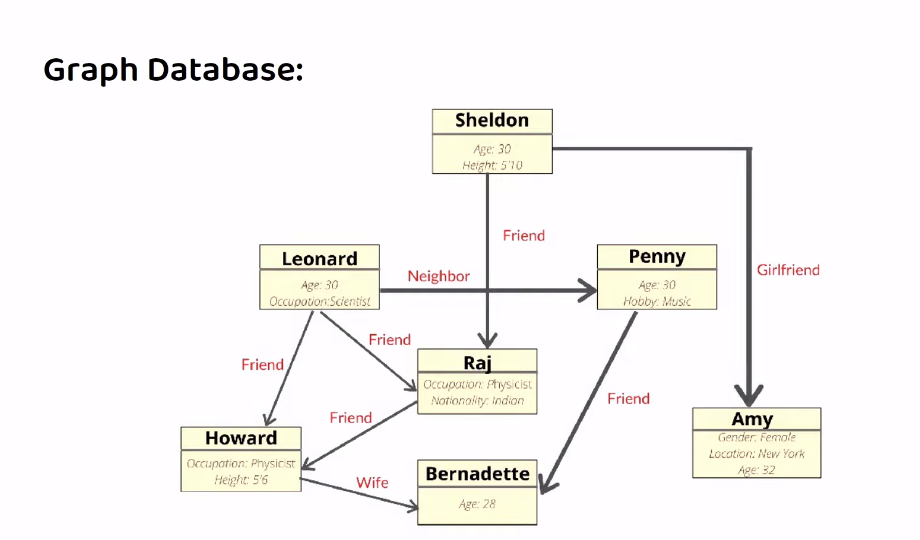 Graph Database:
Sheldon
Age: 30
Height: 5'10
Friend
Girlfriend
Leonard
Age: 30
Occupation:Scientist
Neighbor
Penny
Age: 30
Hobby: Music
Friend
Friend
Raj
Occupation: Physicist
Nationality: Indian
Friend
Friend
Howard
Occupation: Physicist
Height: 5'6
Wife
Bernadette
Age: 28
Amy
Gender: Female
Location: New York
Age: 32